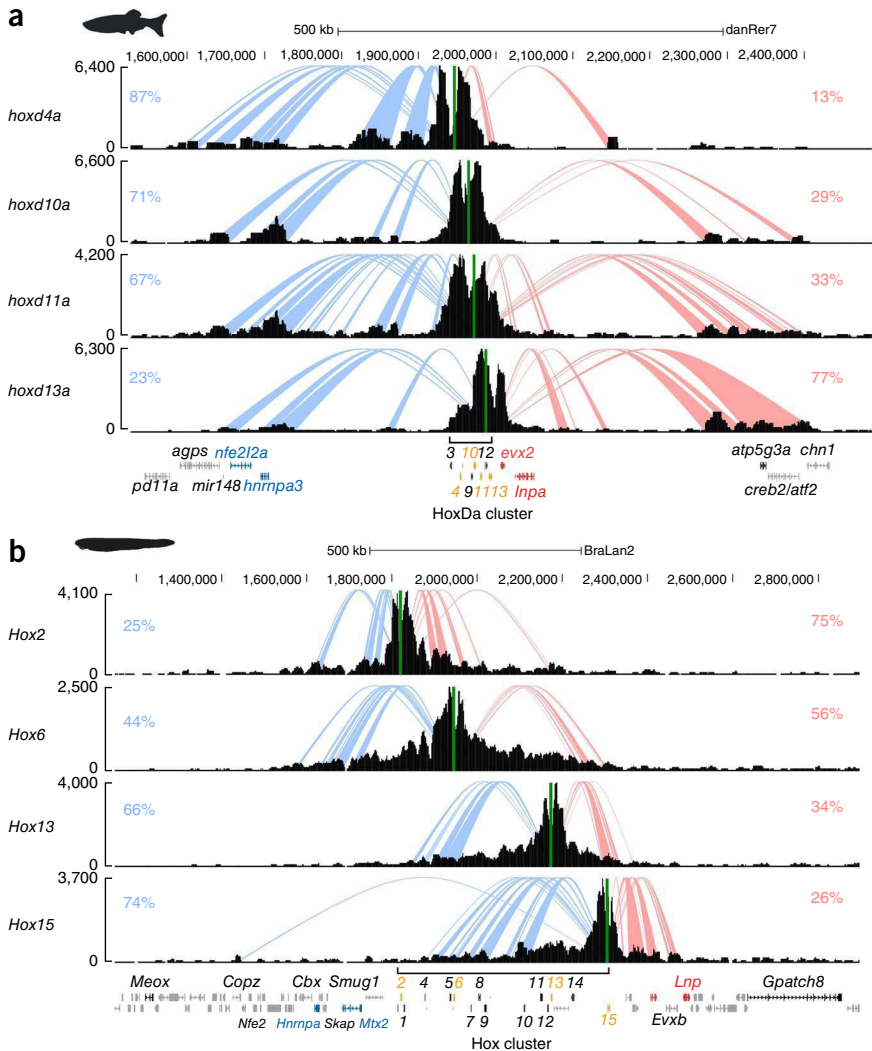 a
500 kb danRer7
1,600,000 1,700,000 1,800,000 1,900,000 2,000,000 2,100,000 2,200,000 2,300,000 2,400,000
6,400
hoxd4a 87% 13%
0
6,600
hoxd10a 71% 29%
0
4,200
hoxd11a 67% 33%
0
6,300
hoxd13a 23% 77%
0
agps nfe2l2a 3 10 12 evx2 atp5g3a chn1
pd11a mir148 hnrnpa3 4 9 11 13 lnpa creb2/atf2
HoxDa cluster
b
500 kb BraLan2
1,400,000 1,600,000 1,800,000 2,000,000 2,200,000 2,400,000 2,600,000 2,800,000
4,100
Hox2 25% 75%
0
2,500
Hox6 44% 56%
0
4,000
Hox13 66% 34%
0
3,700
Hox15 74% 26%
0
Meox Copz Cbx Smug1 2 4 5 6 8 11 13 14 Lnp Gpatch8
Nfe2 Hnrnpa Skap Mtx2 1 7 9 10 12 15 Evxb
Hox cluster